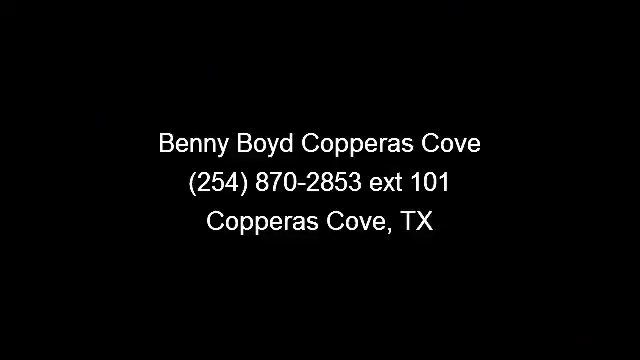 Benny Boyd Copperas Cove
(254) 870-2853 ext 101
Copperas Cove, TX